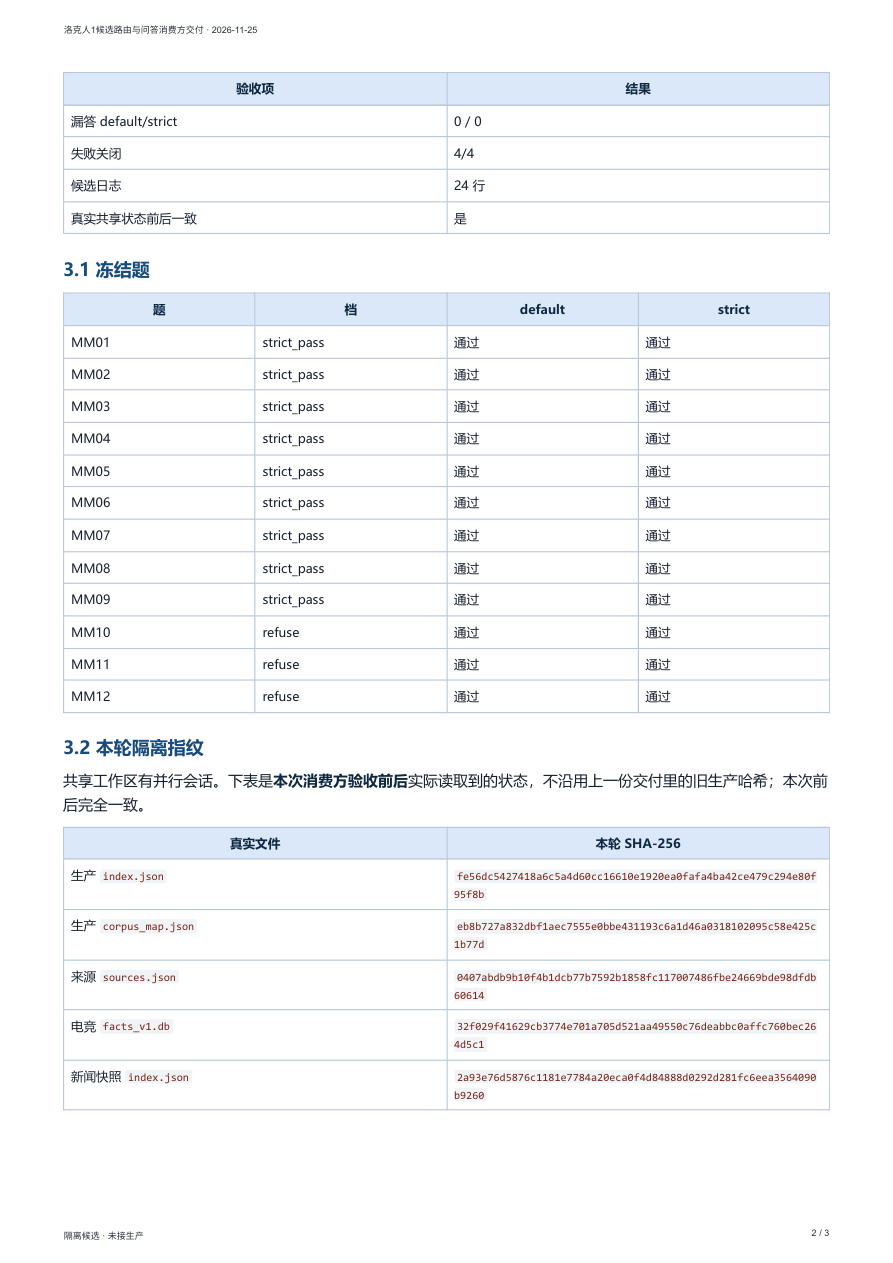 洛克人1候选路由与问答消费方交付 · 2026-11-25
验收项 结果
漏答 default/strict 0 / 0
失败关闭 4/4
候选日志 24 行
真实共享状态前后一致 是
3.1 冻结题
题 档 default strict
MM01 strict_pass 通过 通过
MM02 strict_pass 通过 通过
MM03 strict_pass 通过 通过
MM04 strict_pass 通过 通过
MM05 strict_pass 通过 通过
MM06 strict_pass 通过 通过
MM07 strict_pass 通过 通过
MM08 strict_pass 通过 通过
MM09 strict_pass 通过 通过
MM10 refuse 通过 通过
MM11 refuse 通过 通过
MM12 refuse 通过 通过
3.2 本轮隔离指纹
共享工作区有并行会话。下表是本次消费方验收前后实际读取到的状态，不沿用上一份交付里的旧生产哈希；本次前
后完全一致。
真实文件 本轮 SHA-256
生产 index.json fe56dc5427418a6c5a4d60cc16610e1920ea0fafa4ba42ce479c294e80f
95f8b
生产 corpus_map.json eb8b727a832dbf1aec7555e0bbe431193c6a1d46a0318102095c58e425c
1b77d
来源 sources.json 0407abdb9b10f4b1dcb77b7592b1858fc117007486fbe24669bde98dfdb
60614
电竞 facts_v1.db 32f029f41629cb3774e701a705d521aa49550c76deabbc0affc760bec26
4d5c1
新闻快照 index.json 2a93e76d5876c1181e7784a20eca0f4d84888d0292d281fc6eea3564090
b9260
隔离候选 · 未接生产
2 / 3